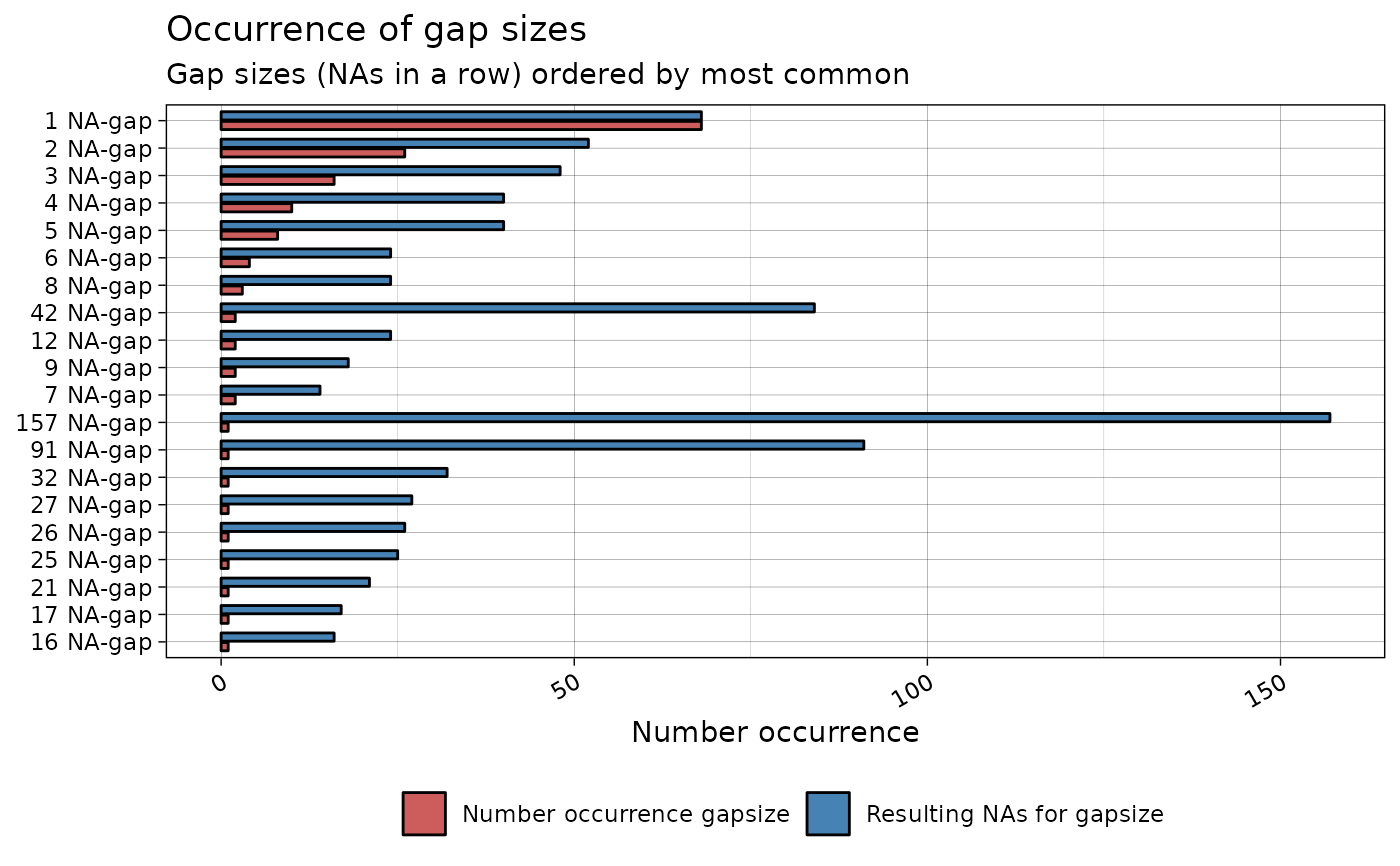 Occurrence of gap sizes
Gap sizes (NAs in a row) ordered by most common
1 NA-gap
2 NA-gap
3 NA-gap
4 NA-gap
5 NA-gap
6 NA-gap
8 NA-gap
42 NA-gap
12 NA-gap
9 NA-gap
7 NA-gap
157 NA-gap
91 NA-gap
32 NA-gap
27 NA-gap
26 NA-gap
25 NA-gap
21 NA-gap
17 NA-gap
16 NA-gap
0 50 100 150
Number occurrence
Number occurrence gapsize Resulting NAs for gapsize